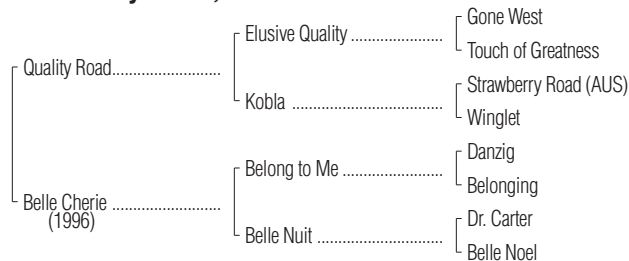 Gone West
Elusive Quality ........................
Touch of Greatness
Quality Road............................
Strawberry Road (AUS)
Kobla ........................................
Winglet
Danzig
Belong to Me ...........................
Belonging
Belle Cherie ............................
(1996)
Dr. Carter
Belle Nuit .................................
Belle Noel